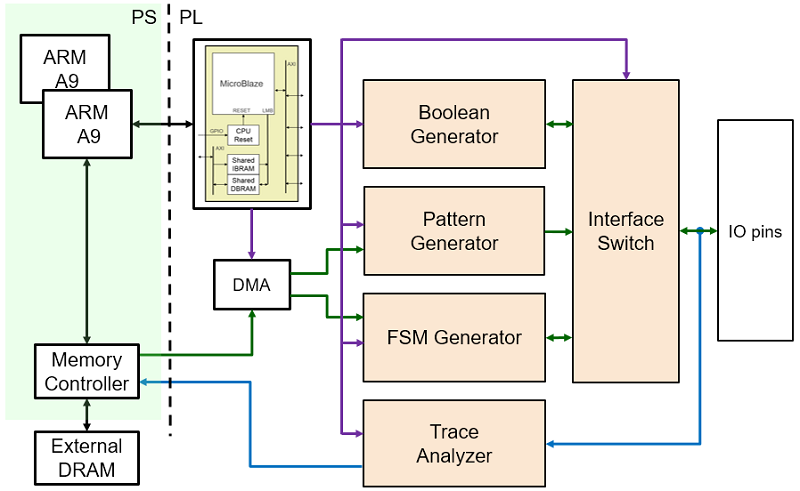 PS
PL
ARM
A9
ARM
A9
MicroBlaze
RESET
LMB
AXI
GPIO
CPU
Reset
AXI
Shared
IBRAM
Shared
DBRAM
Boolean
Generator
Pattern
Generator
Interface
Switch
IO pins
DMA
FSM Generator
Memory
Controller
Trace
Analyzer
External
DRAM